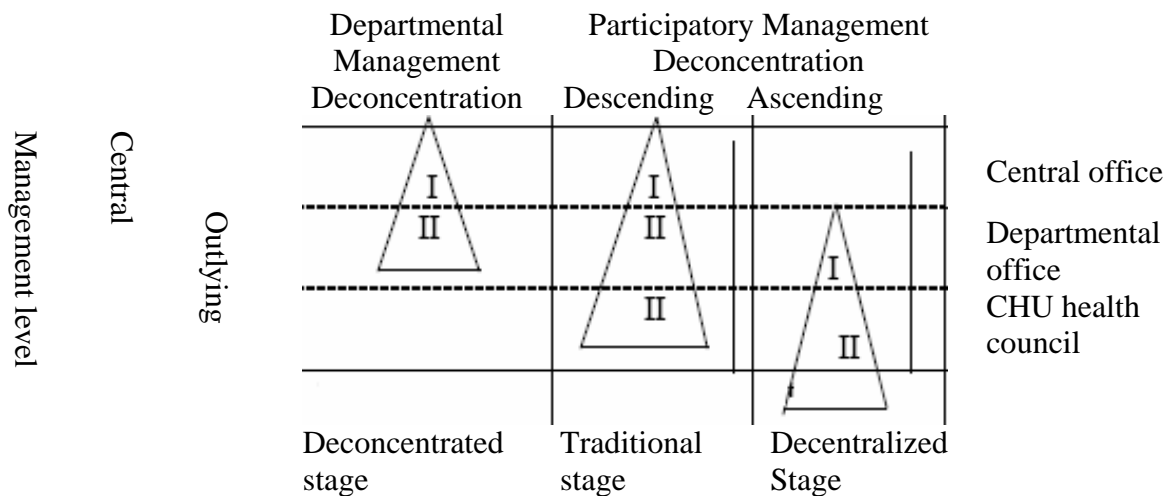 Departmental
Management
Deconcentration
Participatory Management
Deconcentration
Descending Ascending
Management level
Central
Outlying
I
II
I
II
II
I
II
Central office
Departmental
office
CHU health
council
Deconcentrated
stage
Traditional
stage
Decentralized
Stage